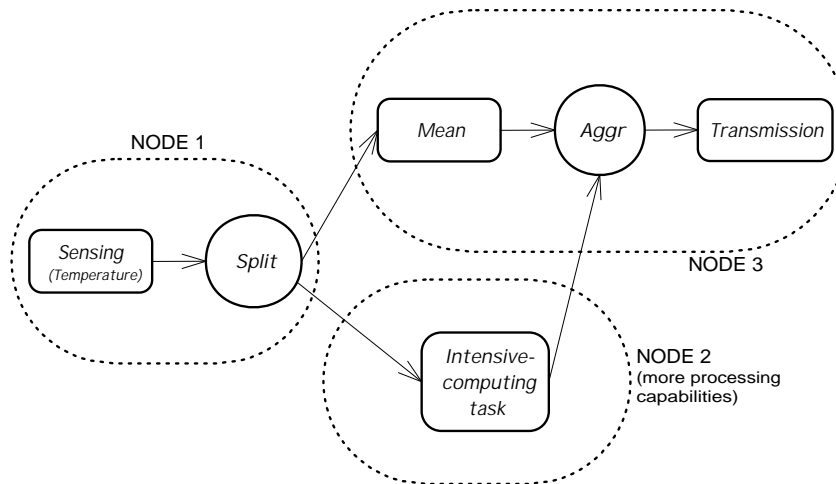 NODE 1
Sensing
(Temperature)
Split
Mean
Aggr
Transmission
NODE 3
Intensive-
computing
task
NODE 2
(more processing
capabilities)